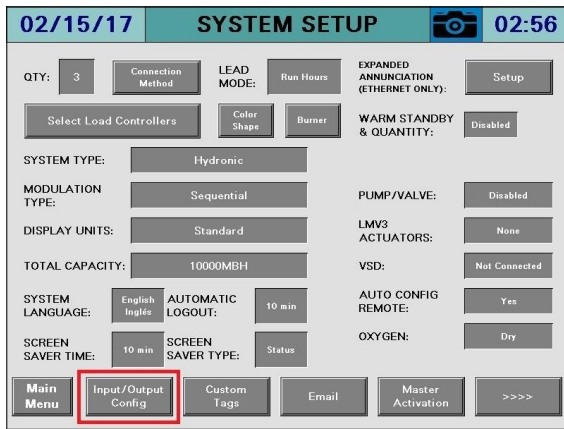 02/15/17 SYSTEM SETUP 02:56
QTY: 3 Connection Method LEAD MODE: Run Hours EXPANDED ANNUNCIATION (ETHERNET ONLY): Setup
Select Load Controllers Color Shape Burner WARM STANDBY & QUANTITY: Disabled
SYSTEM TYPE: Hydronic
MODULATION TYPE: Sequential PUMP/VALVE: Disabled
DISPLAY UNITS: Standard LMV3 ACTUATORS: None
TOTAL CAPACITY: 10000MBH VSD: Not Connected
SYSTEM LANGUAGE: English Inglés AUTOMATIC LOGOUT: 10 min AUTO CONFIG REMOTE: Yes
SCREEN SAVER TIME: 10 min SCREEN SAVER TYPE: Status OXYGEN: Dry
Main Menu Input/Output Config Custom Tags Email Master Activation >>>>